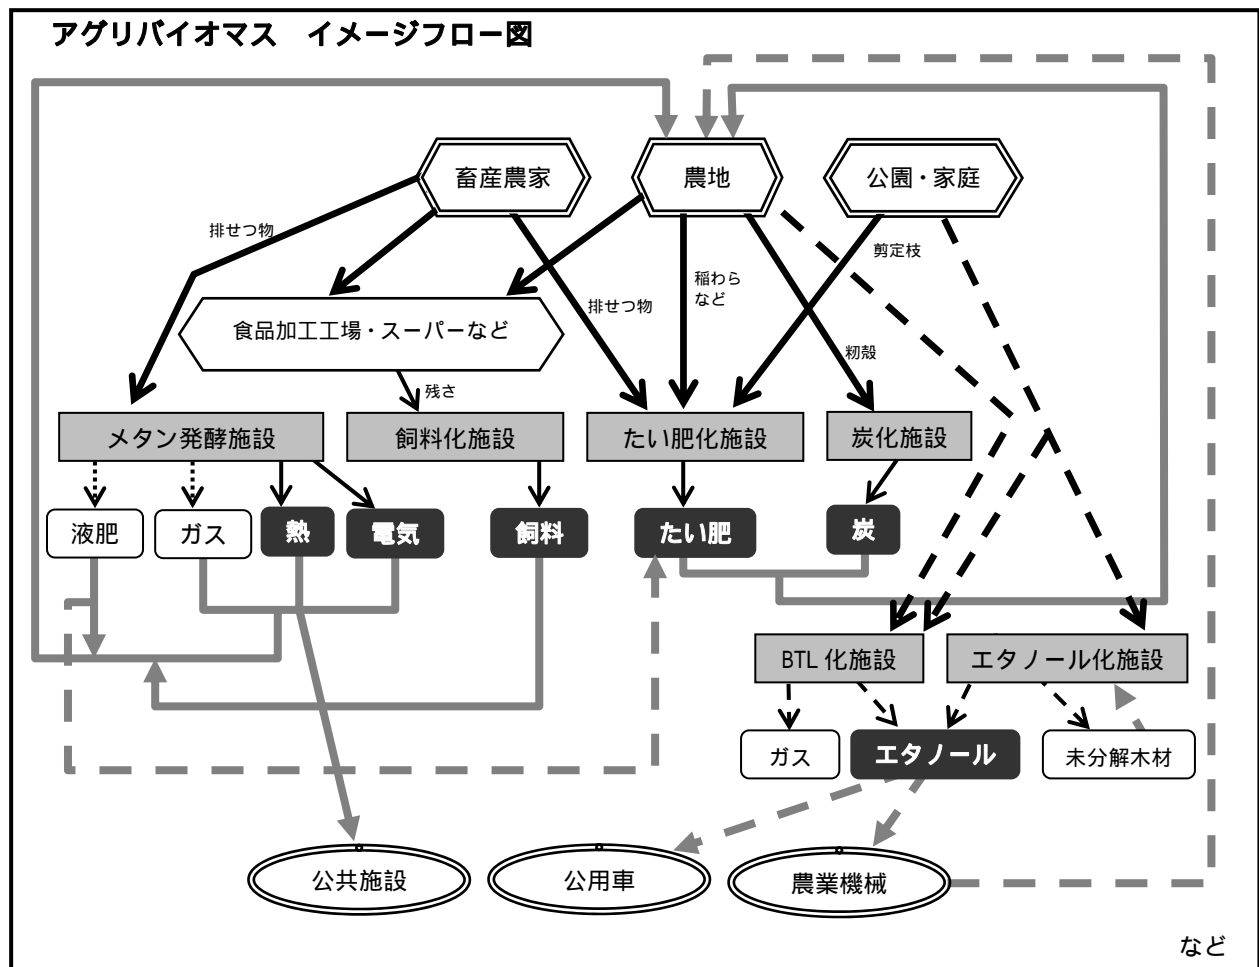 アグリバイオマス　イメージフロー図
畜産農家
農地
公園・家庭
排せつ物
剪定枝
稲わら
など
排せつ物
食品加工工場・スーパーなど
籾殻
残さ
メタン発酵施設
飼料化施設
たい肥化施設
炭化施設
液肥
ガス
熱
電気
飼料
たい肥
炭
BTL 化施設
エタノール化施設
ガス
エタノール
未分解木材
公共施設
公用車
農業機械
など